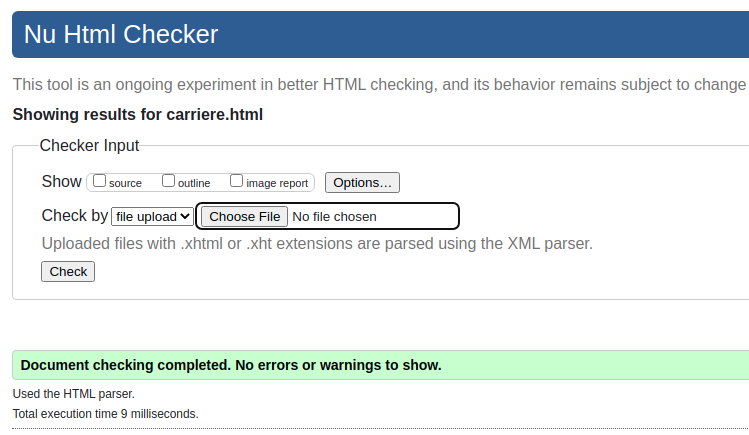 Nu Html Checker
This tool is an ongoing experiment in better HTML checking, and its behavior remains subject to change
Showing results for carriere.html
Checker Input
Show source outline image report Options...
Check by file upload Choose File No file chosen
Uploaded files with .xhtml or .xht extensions are parsed using the XML parser.
Check
Document checking completed. No errors or warnings to show.
Used the HTML parser.
Total execution time 9 milliseconds.